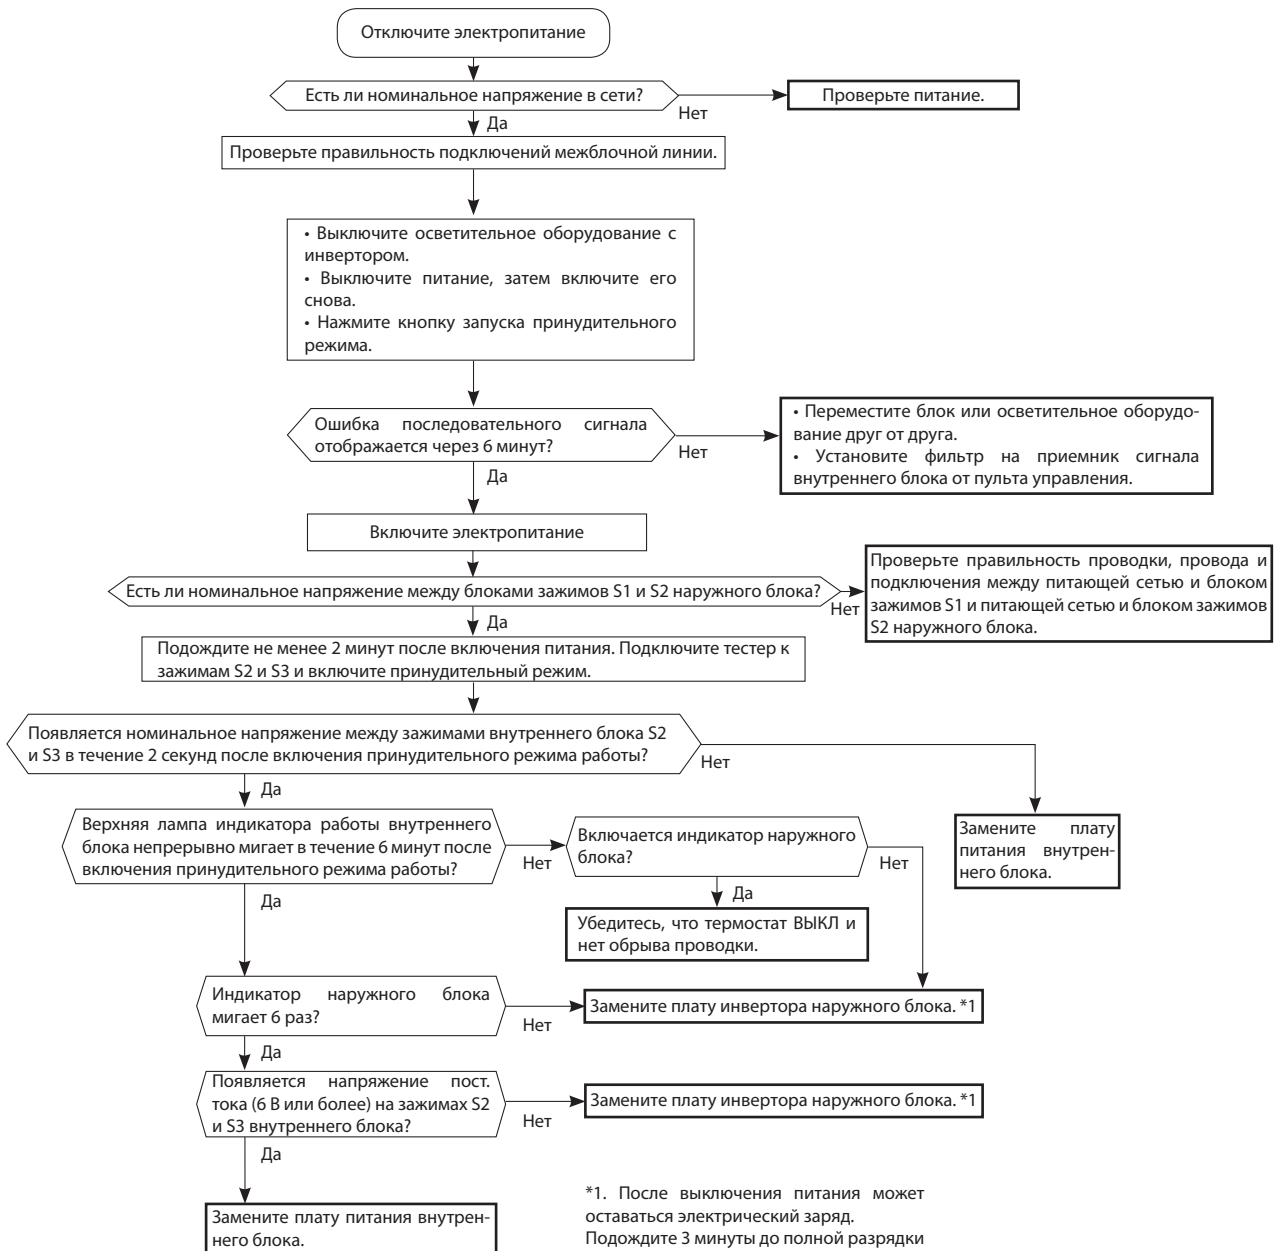 Отключите электропитание
Есть ли номинальное напряжение в сети?
Нет
Проверьте питание.
Да
Проверьте правильность подключений межблочной линии.
• Выключите осветительное оборудование с
инвертором.
• Выключите питание, затем включите его
снова.
• Нажмите кнопку запуска принудительного
режима.
Ошибка последовательного сигнала
отображается через 6 минут?
Нет
• Переместите блок или осветительное оборудо-
вание друг от друга.
• Установите фильтр на приемник сигнала
внутреннего блока от пульта управления.
Да
Включите электропитание
Есть ли номинальное напряжение между блоками зажимов S1 и S2 наружного блока?
Нет
Проверьте правильность проводки, провода и
подключения между питающей сетью и блоком
зажимов S1 и питающей сетью и блоком зажимов
S2 наружного блока.
Да
Подождите не менее 2 минут после включения питания. Подключите тестер к
зажимам S2 и S3 и включите принудительный режим.
Появляется номинальное напряжение между зажимами внутреннего блока S2
и S3 в течение 2 секунд после включения принудительного режима работы?
Нет
Замените плату
питания внутрен-
него блока.
Да
Верхняя лампа индикатора работы внутреннего
блока непрерывно мигает в течение 6 минут после
включения принудительного режима работы?
Нет
Включается индикатор наружного
блока?
Нет
Да
Убедитесь, что термостат ВЫКЛ и
нет обрыва проводки.
Да
Индикатор наружного блока
мигает 6 раз?
Нет
Замените плату инвертора наружного блока. *1
Да
Появляется напряжение пост.
тока (6 В или более) на зажимах S2
и S3 внутреннего блока?
Нет
Замените плату инвертора наружного блока. *1
Да
Замените плату питания внутрен-
него блока.
*1. После выключения питания может
оставаться электрический заряд.
Подождите 3 минуты до полной разрядки